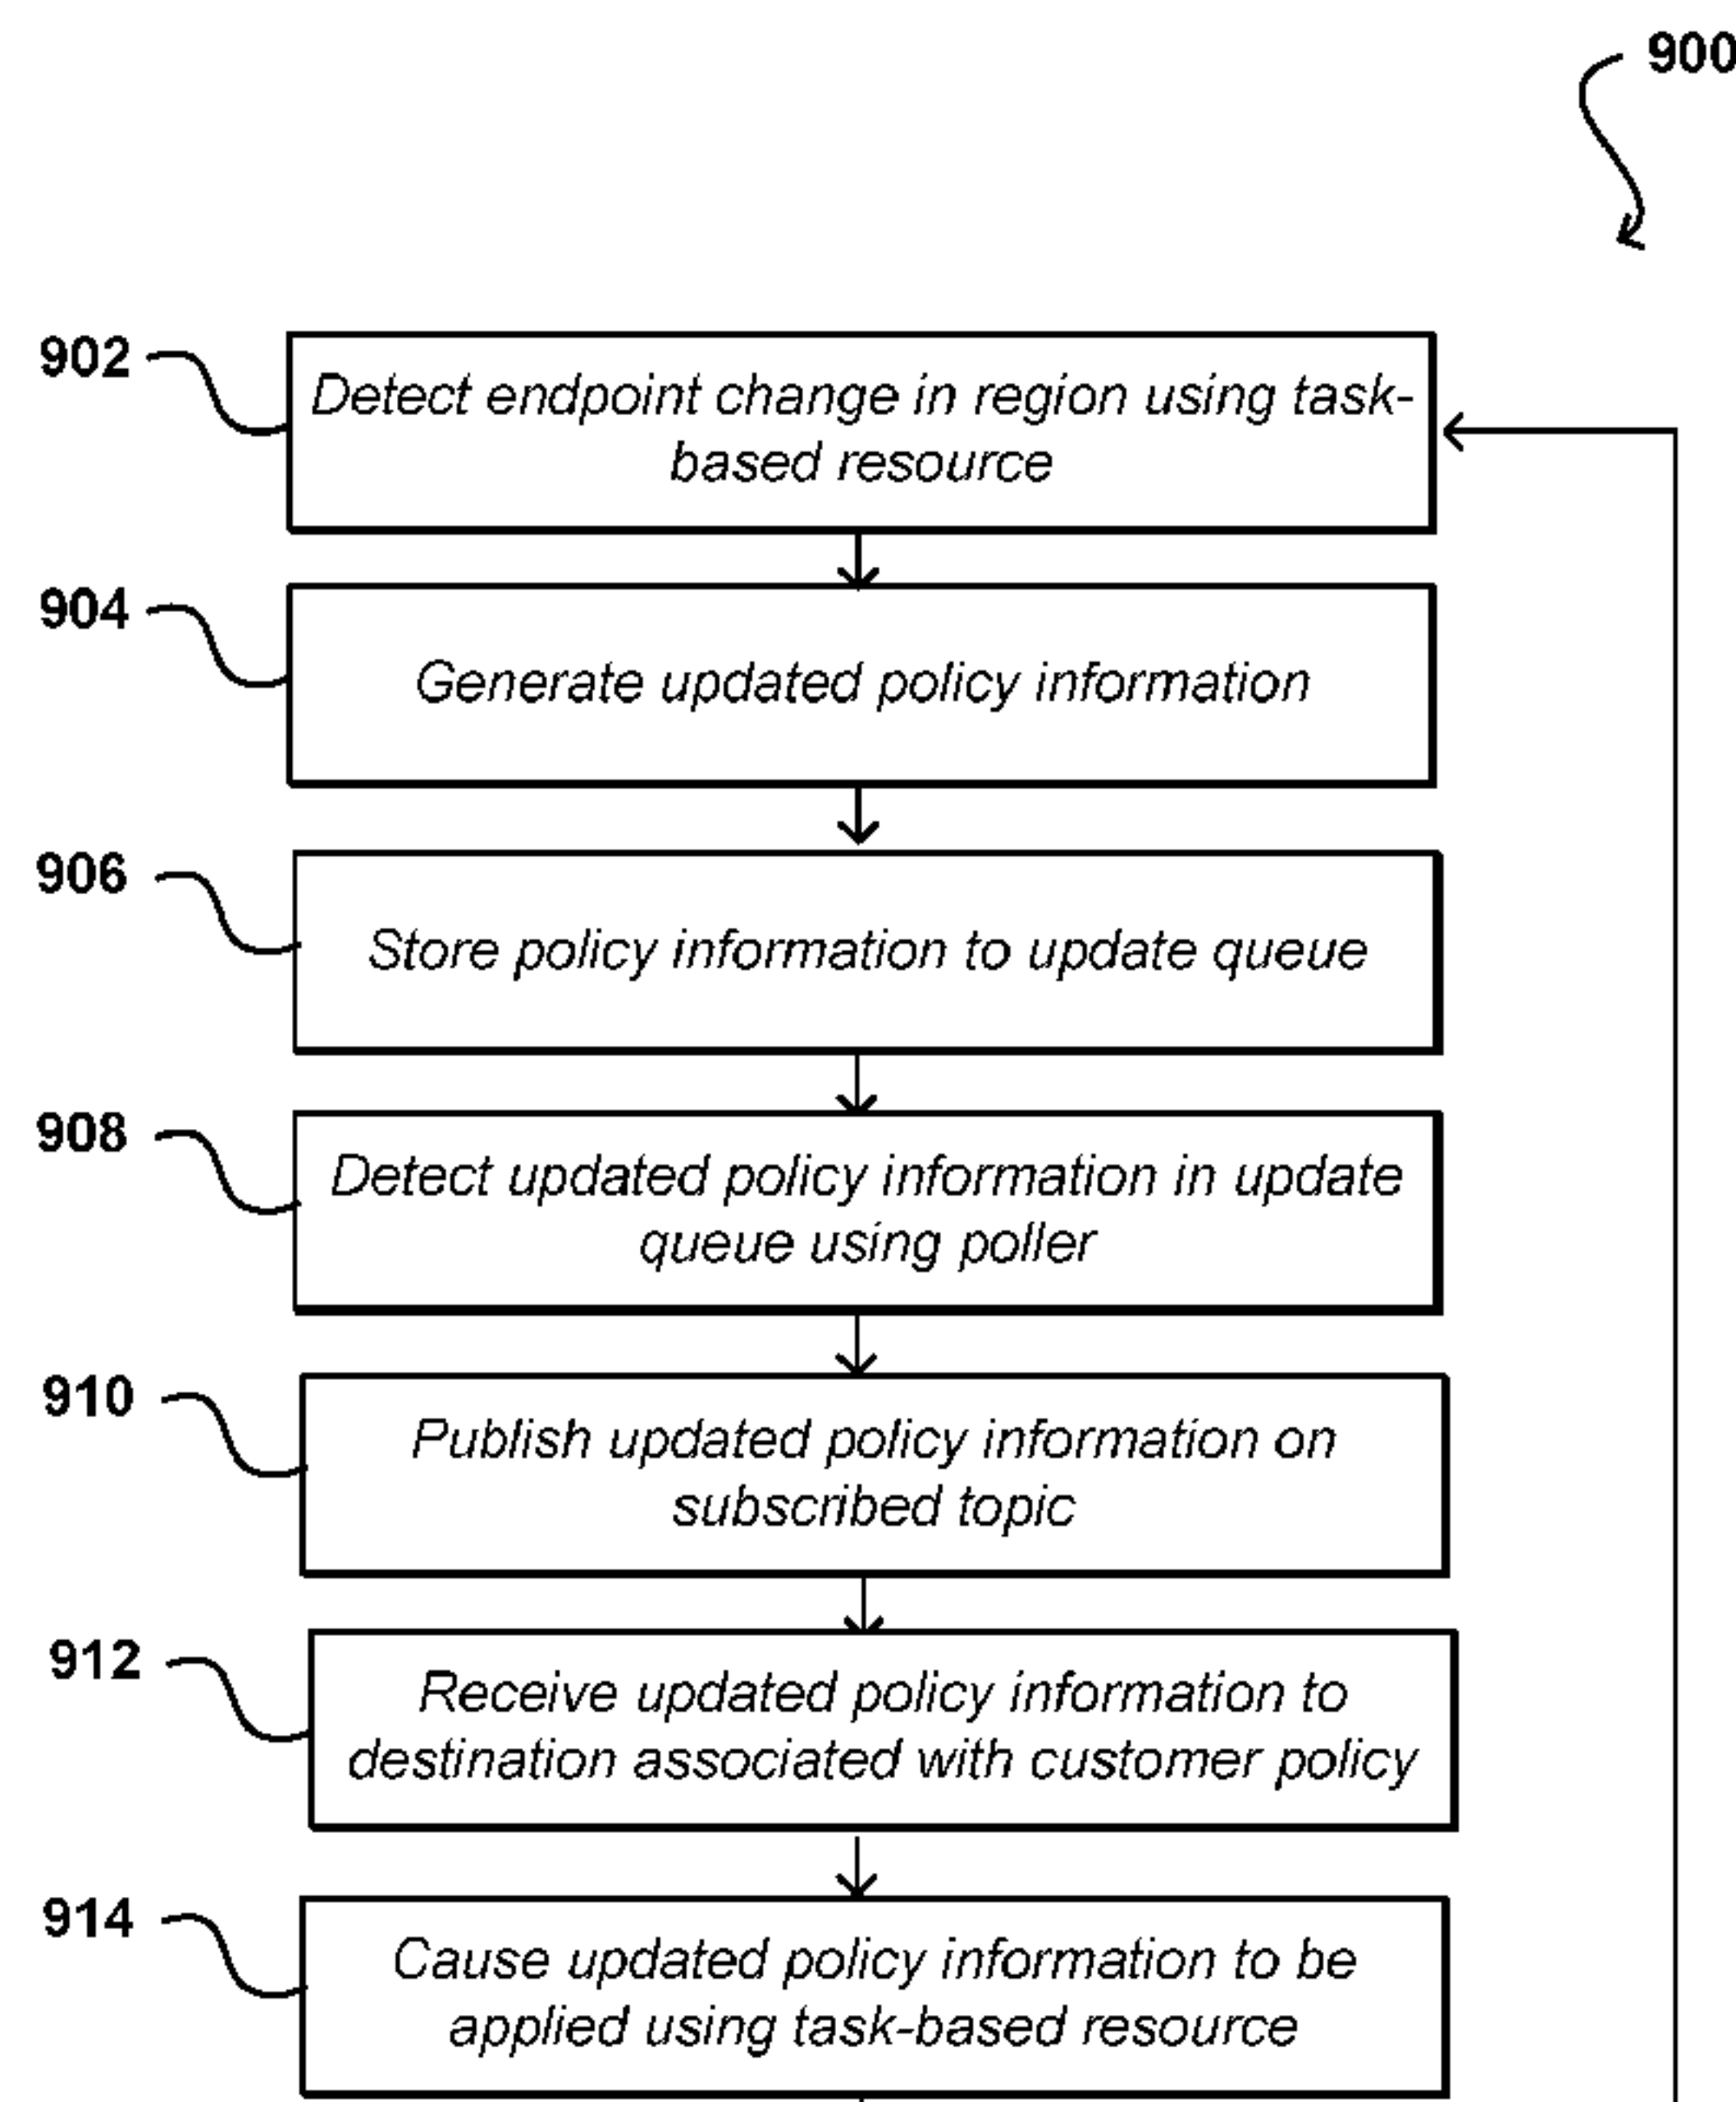 900
902
Detect endpoint change in region using task-
based resource
904
Generate updated policy information
906
Store policy information to update queue
908
Detect updated policy information in update
queue using poller
910
Publish updated policy information on
subscribed topic
912
Receive updated policy information to
destination associated with customer policy
914
Cause updated policy information to be
applied using task-based resource